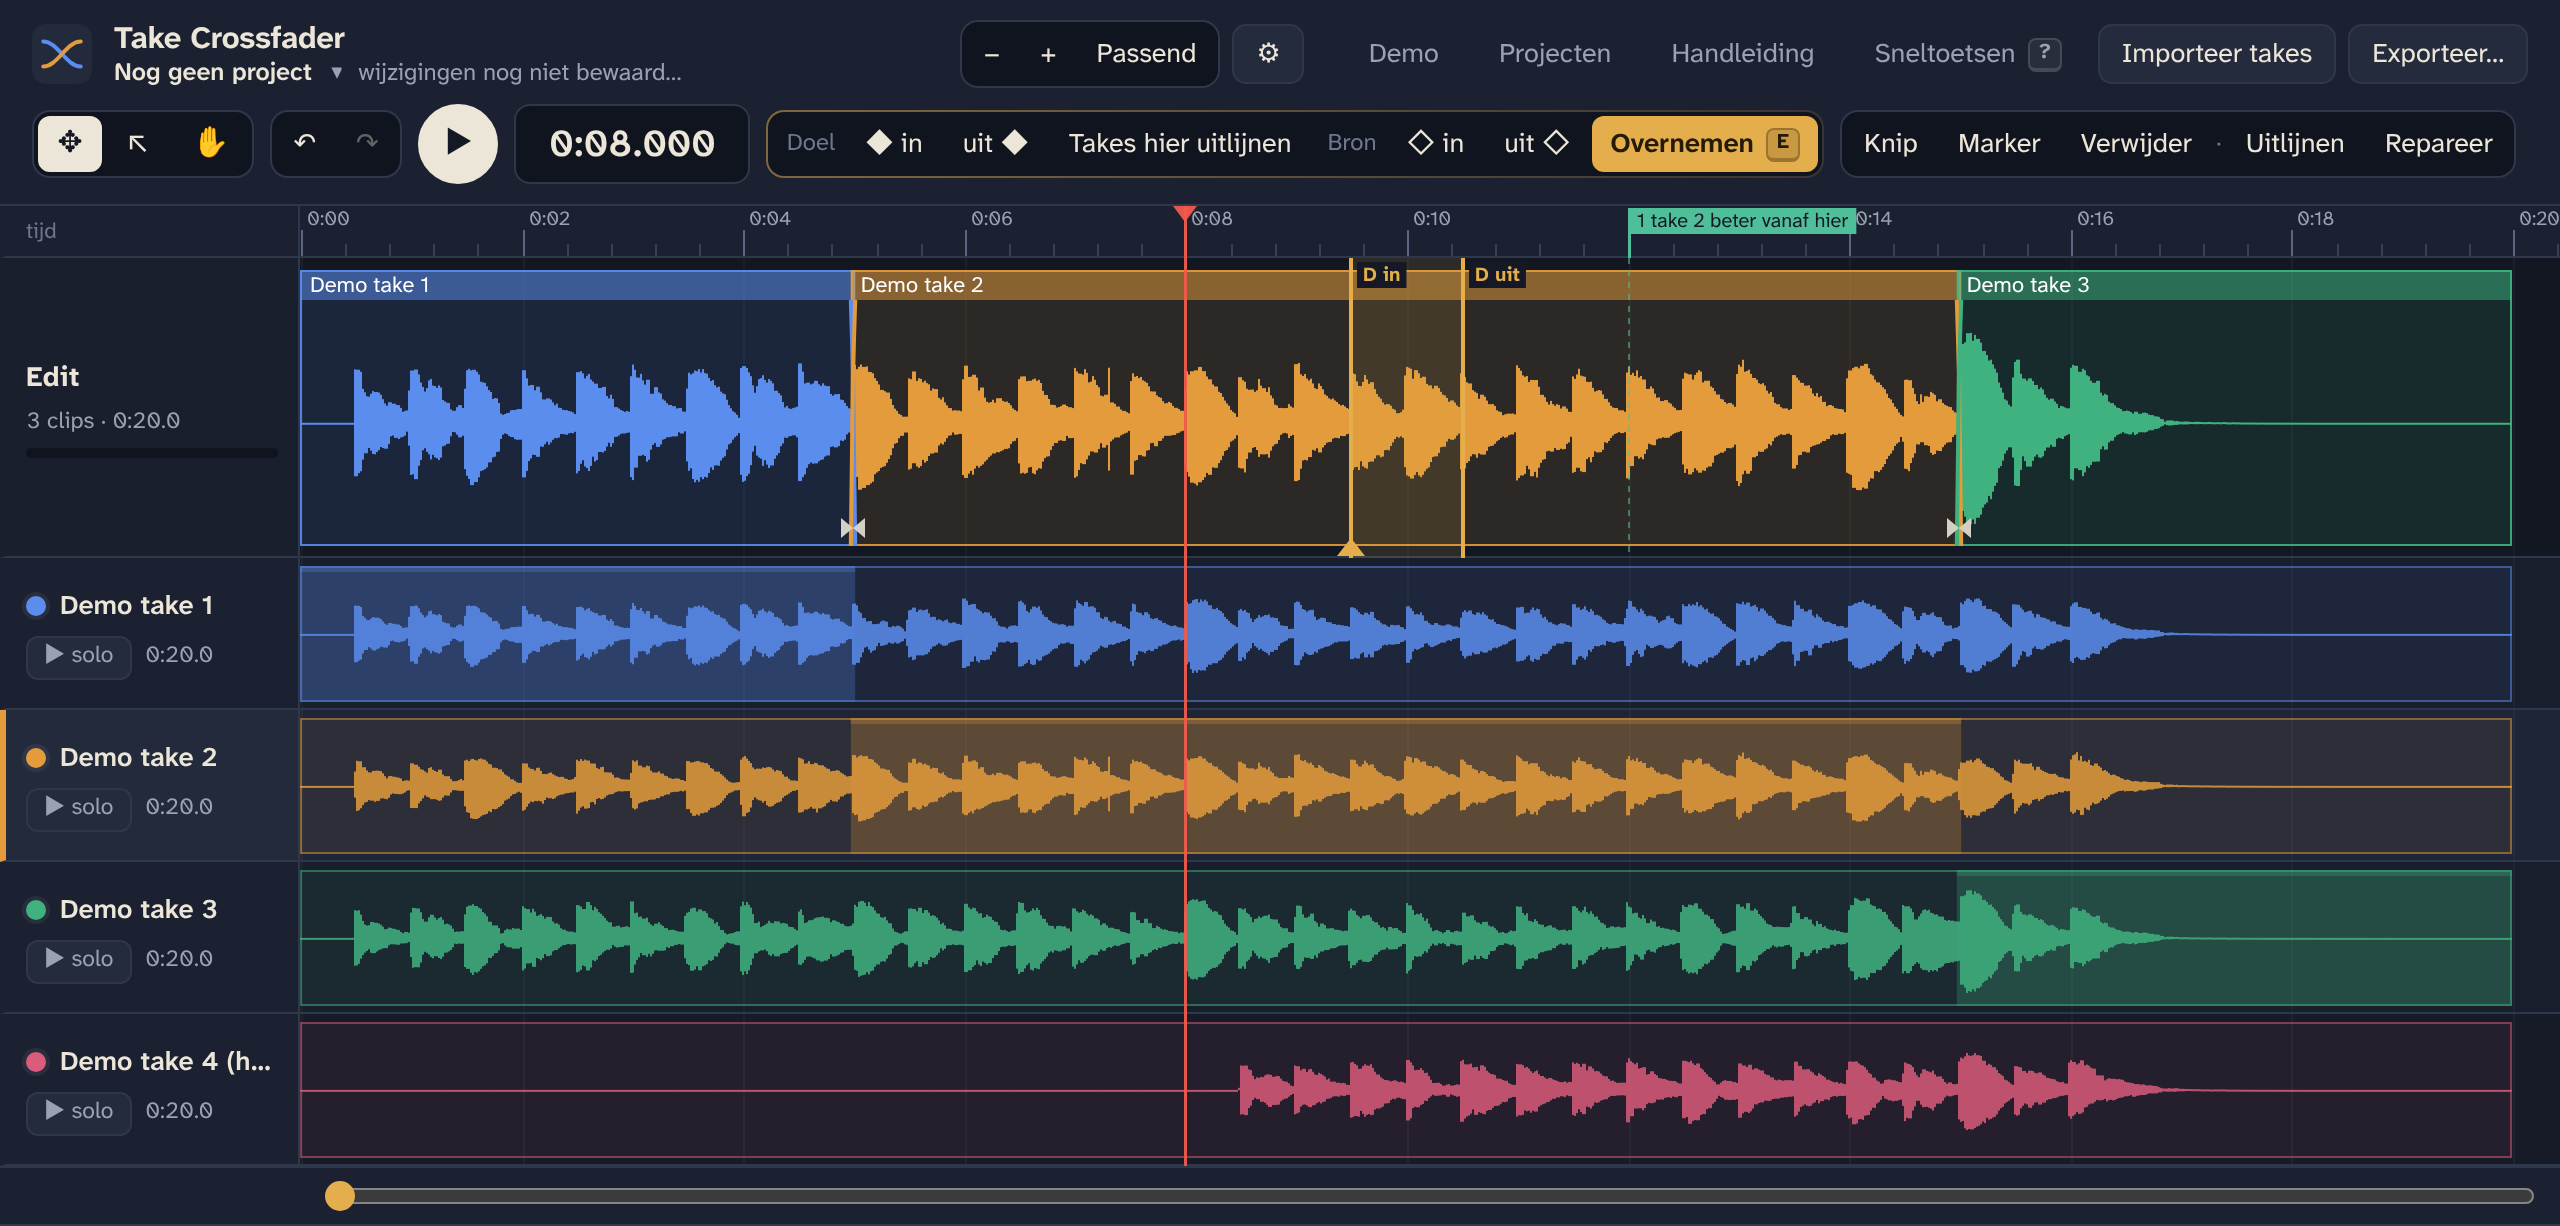 Take Crossfader
Nog geen project ▼ wijzigingen nog niet bewaard...
− + Passend
Demo Projecten Handleiding Sneltoetsen ?
Importeer takes Exporteer...
0:08.000
Doel in uit Takes hier uitlijnen Bron in uit Overnemen E
Knip Marker Verwijder · Uitlijnen Repareer
tijd
0:00 0:02 0:04 0:06 0:08 0:10 1 take 2 beter vanaf hier 0:14 0:16 0:18 0:20
Demo take 1 Demo take 2 D in D uit Demo take 3
Edit
3 clips · 0:20.0
Demo take 1
solo 0:20.0
Demo take 2
solo 0:20.0
Demo take 3
solo 0:20.0
Demo take 4 (h...
solo 0:20.0